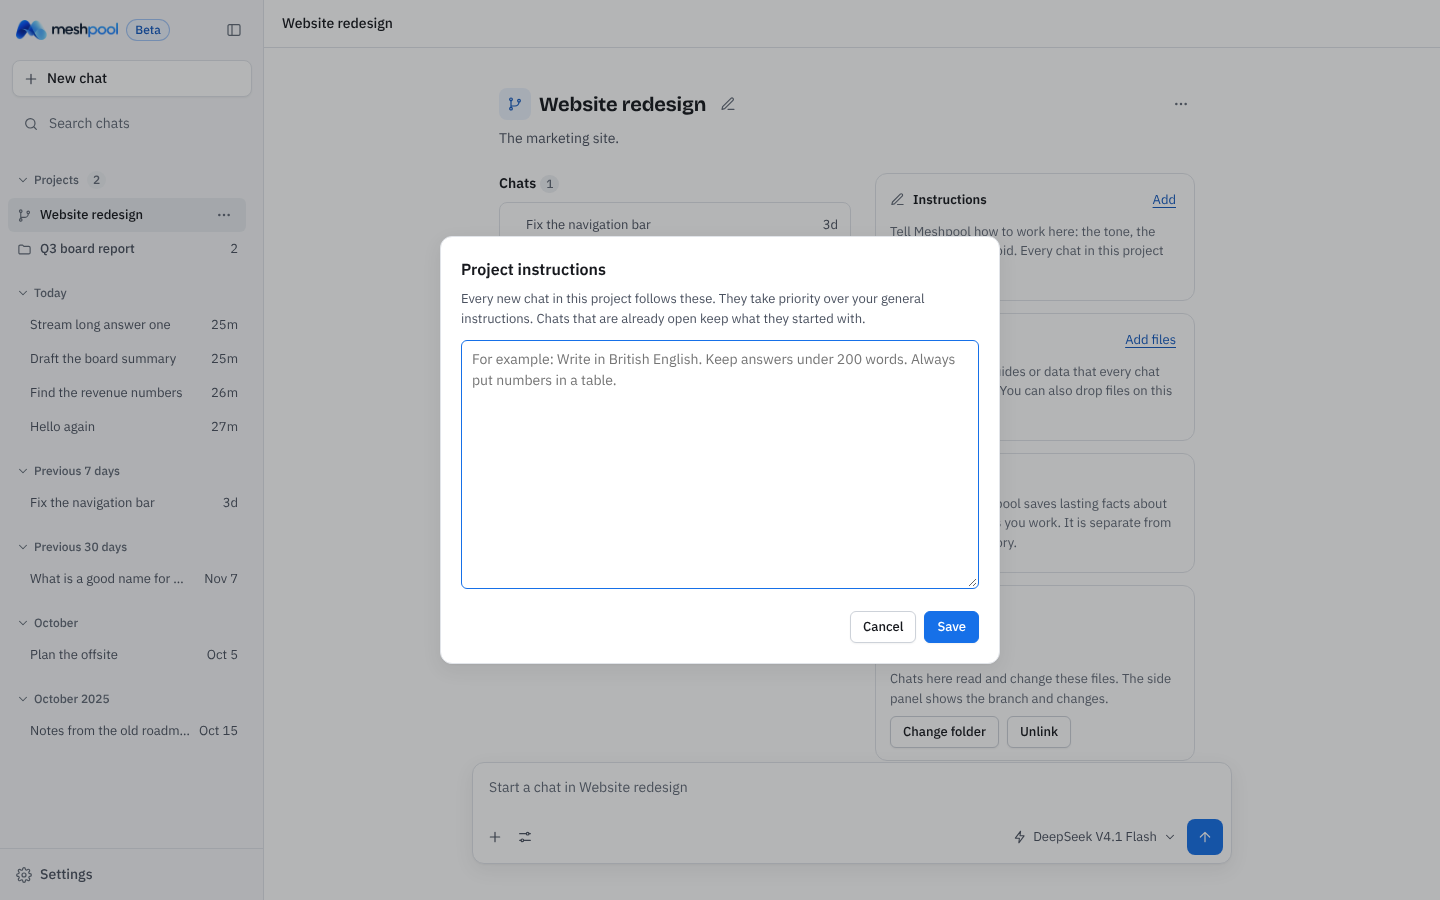 meshpool Beta
New chat
Search chats
Projects 2
Website redesign
Q3 board report 2
Today
Stream long answer one 25m
Draft the board summary 25m
Find the revenue numbers 26m
Hello again 27m
Previous 7 days
Fix the navigation bar 3d
Previous 30 days
What is a good name for ... Nov 7
October
Plan the offsite Oct 5
October 2025
Notes from the old roadm... Oct 15
Settings
Website redesign
Website redesign
The marketing site.
Chats 1
Fix the navigation bar 3d
Instructions Add
Tell Meshpool how to work here: the tone, the
Every chat in this project
Add files
or data that every chat
You can also drop files on this
saves lasting facts about
you work. It is separate from
Chats here read and change these files. The side
panel shows the branch and changes.
Change folder Unlink
Project instructions
Every new chat in this project follows these. They take priority over your general
instructions. Chats that are already open keep what they started with.
For example: Write in British English. Keep answers under 200 words. Always
put numbers in a table.
Cancel Save
Start a chat in Website redesign
DeepSeek V4.1 Flash